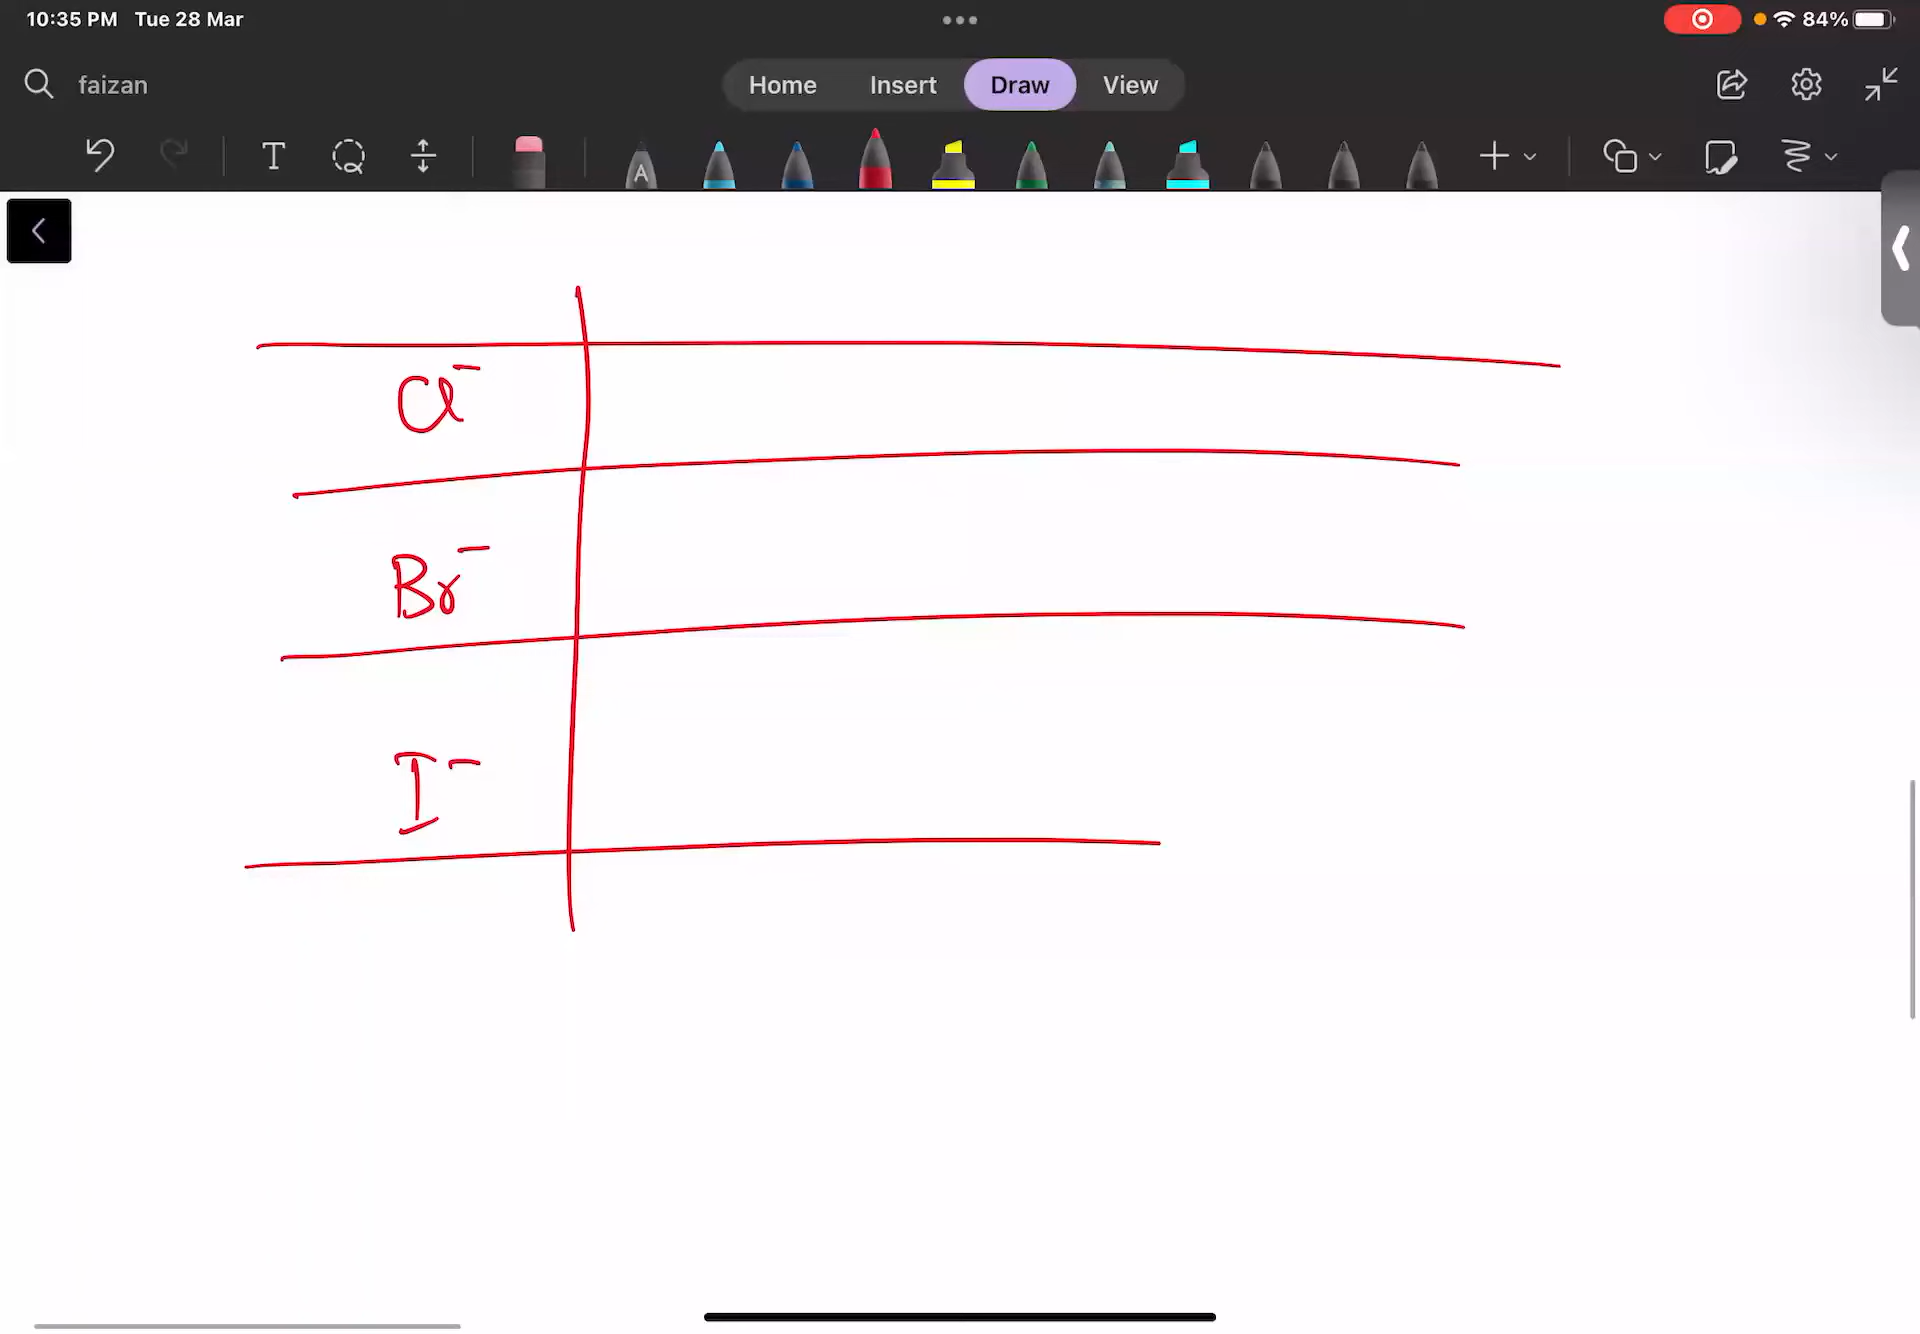 10:35 PM Tue 28 Mar
84%
faizan
Home Insert Draw View
T
A
Cl⁻
Br⁻
I⁻